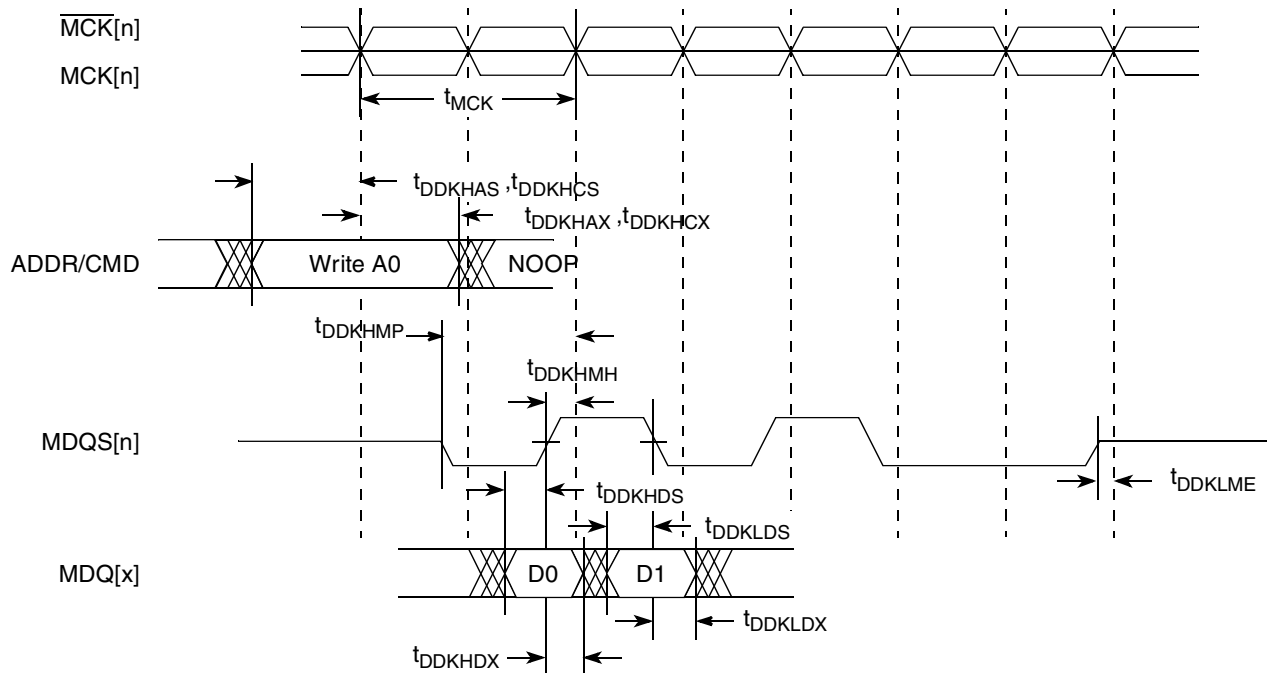 MCK[n]
MCK[n]
tMCK
tDDKHAS ,tDDKHCS
tDDKHAX ,tDDKHCX
ADDR/CMD
Write A0
NOOP
tDDKHMP
tDDKHMH
MDQS[n]
tDDKHDS
tDDKLME
tDDKLDS
MDQ[x]
D0
D1
tDDKLDX
tDDKHDX